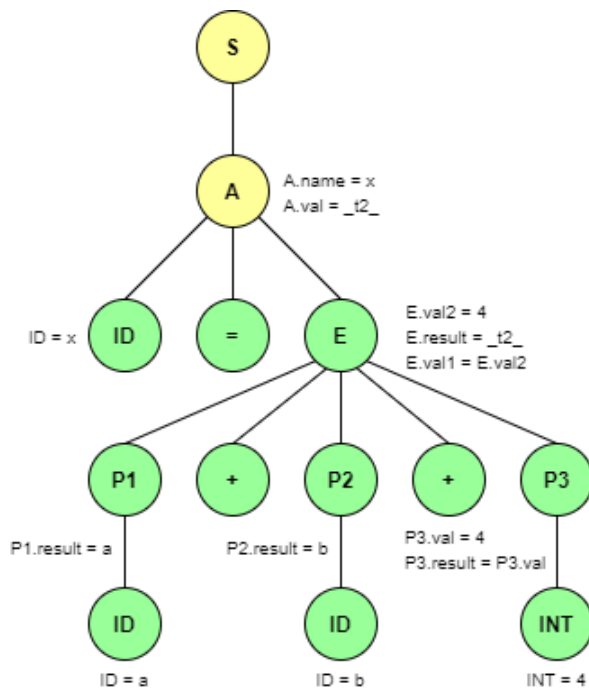 S
A
A.name = x
A.val = _t2_
ID = x
ID
=
E
E.val2 = 4
E.result = _t2_
E.val1 = E.val2
P1
+
P2
+
P3
P1.result = a
P2.result = b
P3.val = 4
P3.result = P3.val
ID
ID
INT
ID = a
ID = b
INT = 4